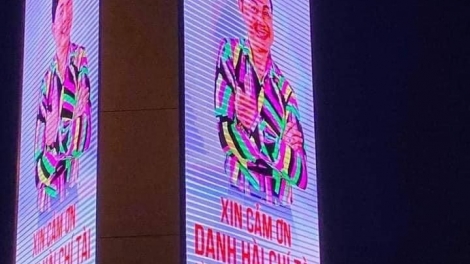 XIN CẢM ƠN
HÀI CHÍ TÀI
XIN CẢM ƠN
DANH HÀI CHÍ